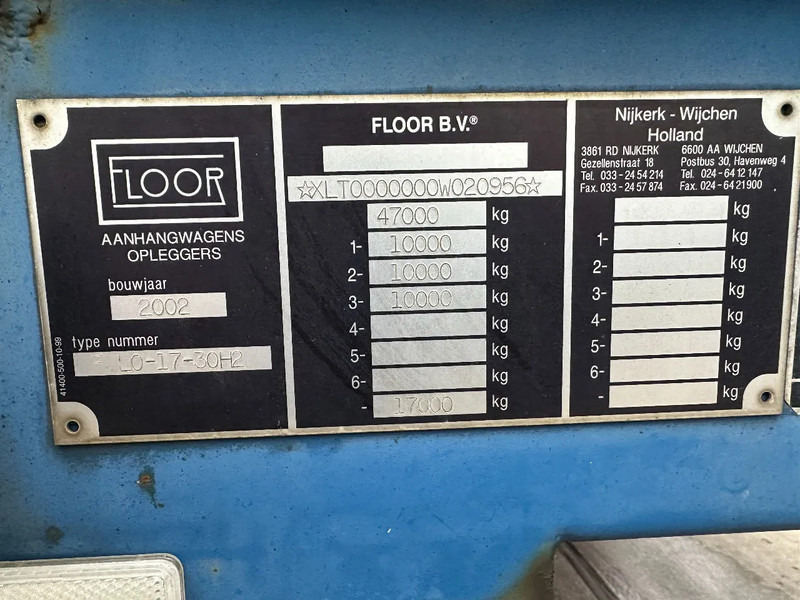 FLOOR
AANHANGWAGENS
OPLEGGERS
bouwjaar
2002
type nummer
LO-17-30H2
41400-500-10-99
FLOOR B.V.®
☆XLT0000000W020956☆
47000 kg
1- 10000 kg
2- 10000 kg
3- 10000 kg
4- kg
5- kg
6- kg
- 17000 kg
Nijkerk - Wijchen
Holland
3861 RD NIJKERK 6600 AA WIJCHEN
Gezellenstraat 18 Postbus 30, Havenweg 4
Tel. 033 - 24 54 214 Tel. 024 - 64 12 147
Fax. 033 - 24 57 874 Fax. 024 - 64 21 900
kg
1- kg
2- kg
3- kg
4- kg
5- kg
6- kg
- kg